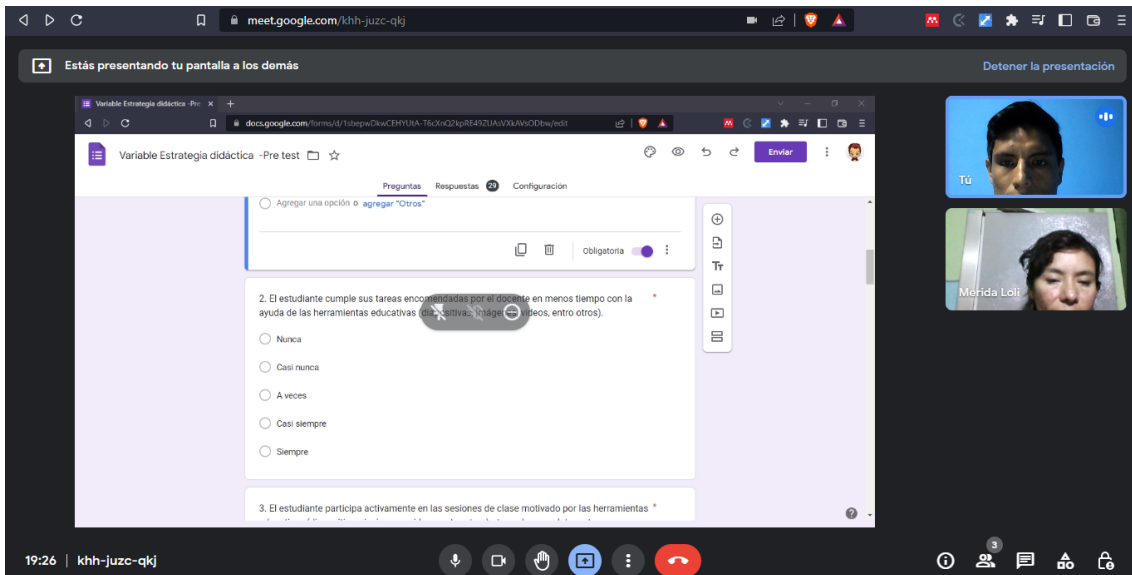 meet.google.com/khh-juzc-qkj
Estás presentando tu pantalla a los demás
Detener la presentación
Variable Estrategia didáctica -Pre
docs.google.com/forms/d/1sbepwDkwCEHYUtA-T6cXnQ2kpRE49ZUAsVXkAVsODbw/edit
Variable Estrategia didáctica -Pre test
Enviar
Preguntas Respuestas 29 Configuración
Agregar una opción o agregar "Otros"
Obligatoria
2. El estudiante cumple sus tareas encomendadas por el docente en menos tiempo con la *
ayuda de las herramientas educativas (diapositivas, imágenes, videos, entro otros).
Nunca
Casi nunca
A veces
Casi siempre
Siempre
3. El estudiante participa activamente en las sesiones de clase motivado por las herramientas *
Tú
Mérida Loli
19:26 | khh-juzc-qkj
3